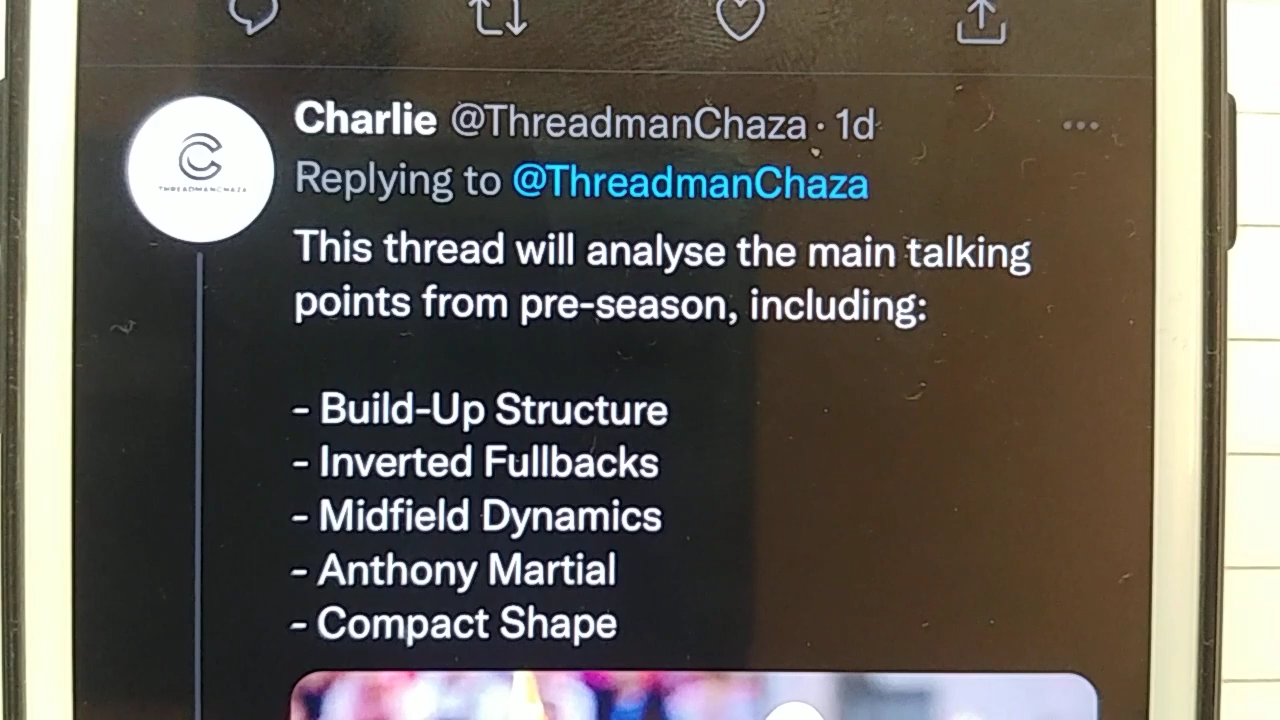 Charlie @ThreadmanChaza · 1d
Replying to @ThreadmanChaza
THREADMANCHAZA
This thread will analyse the main talking
points from pre-season, including:
- Build-Up Structure
- Inverted Fullbacks
- Midfield Dynamics
- Anthony Martial
- Compact Shape